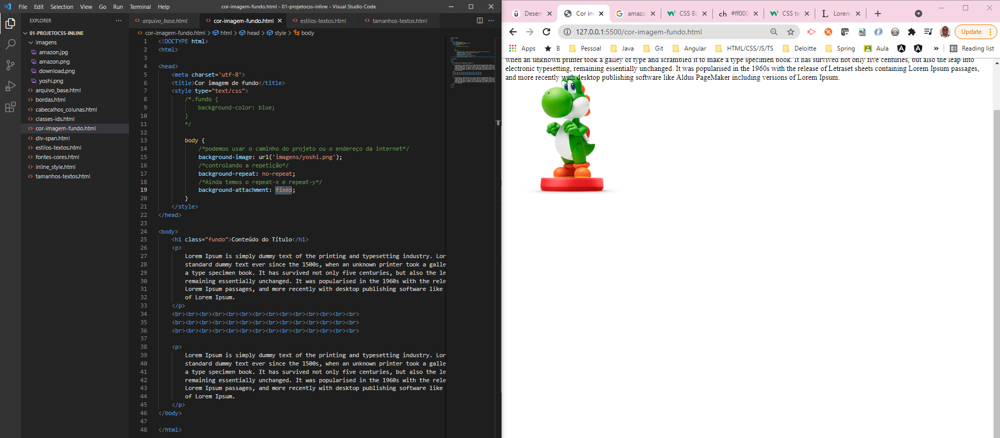 File Edit Selection View Go Run Terminal Help
cor-imagem-fundo.html - 01-projetocss-inline - Visual Studio Code
EXPLORER
01-PROJETOCSS-INLINE
imagens
amazon.jpg
amazon.png
download.png
yoshi.png
arquivo_base.html
bordas.html
cabecalhos_colunas.html
classes-ids.html
cor-imagem-fundo.html
div-span.html
estilos-textos.html
fontes-cores.html
inline_style.html
tamanhos-textos.html
arquivo_base.html cor-imagem-fundo.html estilos-textos.html tamanhos-textos.html
cor-imagem-fundo.html > html > head > style > body
1 <!DOCTYPE html>
2 <html>
3
4 <head>
5 <meta charset='utf-8'>
6 <title>Cor imagem de fundo</title>
7 <style type="text/css">
8 /*.fundo {
9 background-color: blue;
10 }
11 */
12
13 body {
14 /*podemos usar o caminho do projeto ou o endereço da internet*/
15 background-image: url('imagens/yoshi.png');
16 /*controlando a repetição*/
17 background-repeat: no-repeat;
18 /*Ainda temos o repeat-x e repeat-y*/
19 background-attachment: fixed;
20 }
21 </style>
22 </head>
23
24 <body>
25 <h1 class="fundo">Conteúdo do Título</h1>
26 <p>
27 Lorem Ipsum is simply dummy text of the printing and typesetting industry. Lor
28 standard dummy text ever since the 1500s, when an unknown printer took a galle
29 a type specimen book. It has survived not only five centuries, but also the le
30 remaining essentially unchanged. It was popularised in the 1960s with the rele
31 Lorem Ipsum passages, and more recently with desktop publishing software like
32 of Lorem Ipsum.
33 </p>
34 <br><br><br><br><br><br><br><br><br><br><br><br><br><br>
35 <br><br><br><br><br><br><br><br><br><br><br><br><br><br>
36 <br><br><br><br><br><br><br><br><br><br><br><br><br><br>
37
38 <p>
39 Lorem Ipsum is simply dummy text of the printing and typesetting industry. Lor
40 standard dummy text ever since the 1500s, when an unknown printer took a galle
41 a type specimen book. It has survived not only five centuries, but also the le
42 remaining essentially unchanged. It was popularised in the 1960s with the rele
43 Lorem Ipsum passages, and more recently with desktop publishing software like
44 of Lorem Ipsum.
45 </p>
46 </body>
47
48 </html>
Desen Cor im amazo CSS Bo ch #ff000 CSS te Lorem
127.0.0.1:5500/cor-imagem-fundo.html
Update
Apps B Pessoal Java Git Angular HTML/CSS/JS/TS Deloitte Spring Aula » Reading list
when an unknown printer took a galley of type and scrambled it to make a type specimen book. It has survived not only five centuries, but also the leap into
electronic typesetting, remaining essentially unchanged. It was popularised in the 1960s with the release of Letraset sheets containing Lorem Ipsum passages,
and more recently with desktop publishing software like Aldus PageMaker including versions of Lorem Ipsum.